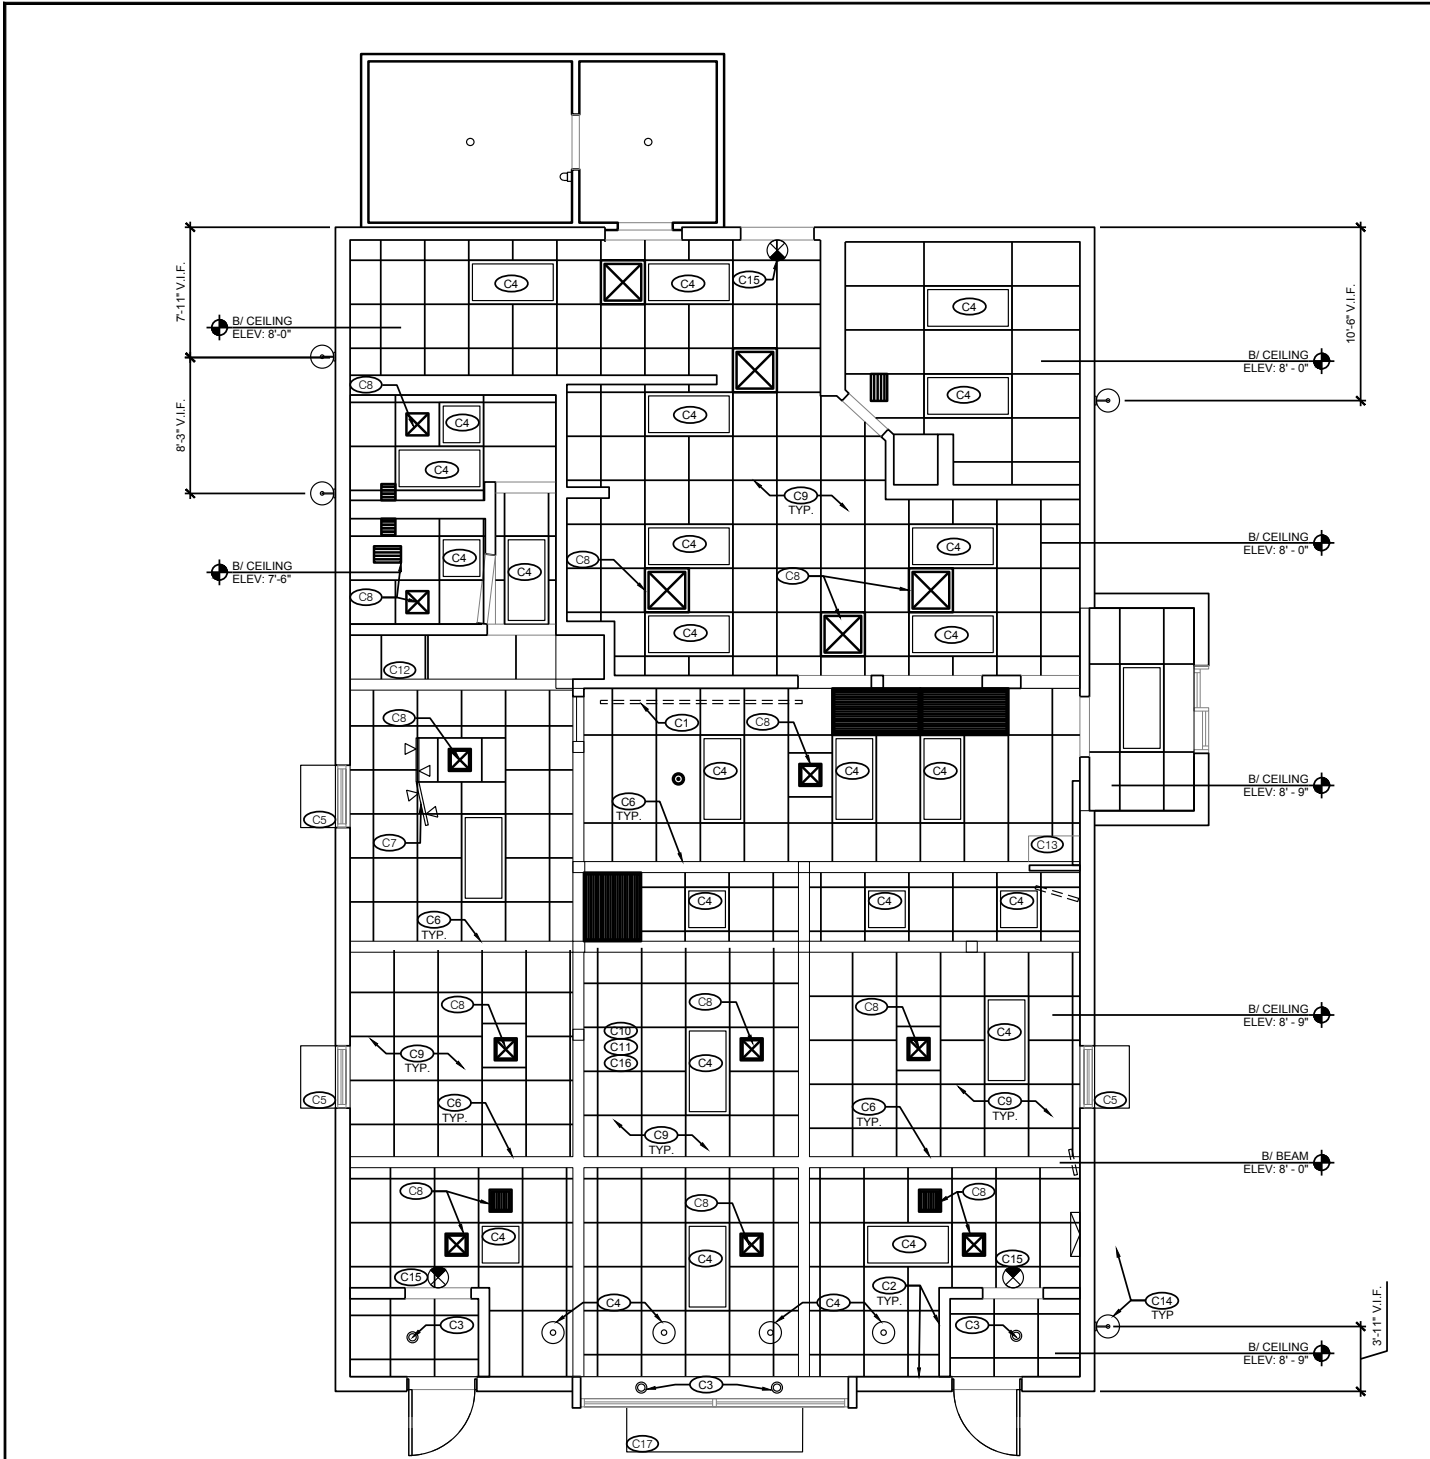 C4
C4
C15
7'-11" V.I.F.
B/ CEILING
ELEV: 8'-0"
C4
10'-6" V.I.F.
B/ CEILING
ELEV: 8' - 0"
C8
C4
C4
C4
8'-3" V.I.F.
C4
C9
TYP.
B/ CEILING
ELEV: 8' - 0"
C4
C4
C8
C4
C4
B/ CEILING
ELEV: 7'-6"
C8
C8
C4
C4
C12
C8
C1
C8
C4
C4
C4
B/ CEILING
ELEV: 8' - 9"
C6
TYP.
C5
C7
C13
C4
C4
C4
C6
TYP.
C8
C8
C8
B/ CEILING
ELEV: 8' - 9"
C10
C11
C16
C4
C4
C9
TYP.
C5
C6
TYP.
C6
TYP.
C9
TYP.
C5
C9
TYP.
B/ BEAM
ELEV: 8' - 0"
C8
C8
C8
C4
C4
C4
C15
C15
C2
TYP.
C4
C4
C14
TYP
C3
C3
3'-11" V.I.F.
B/ CEILING
ELEV: 8' - 9"
C3
C17